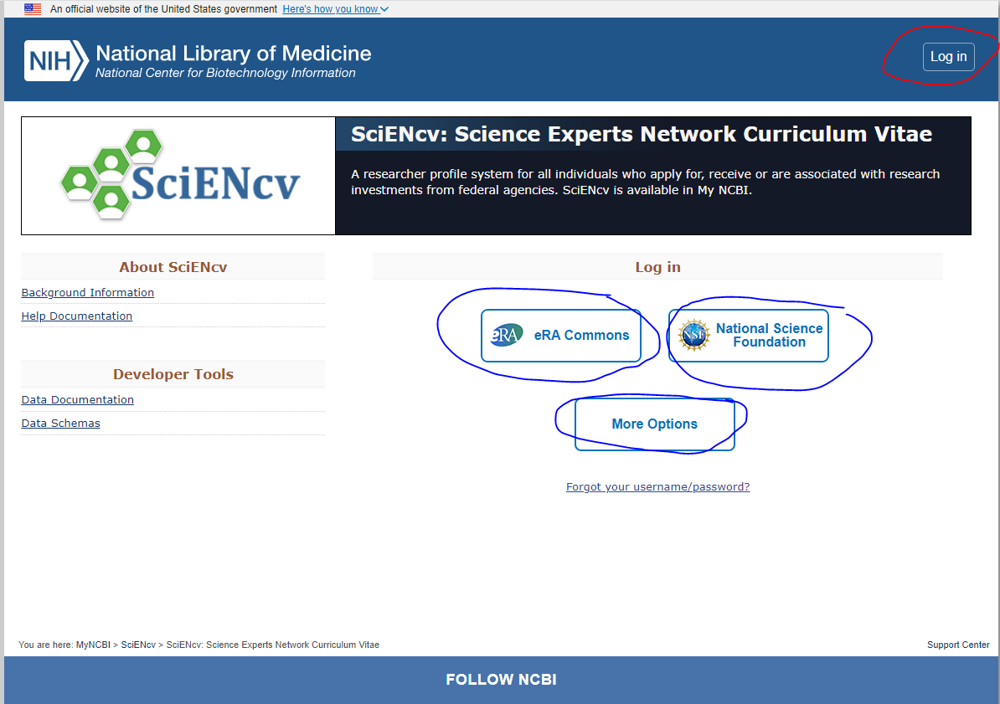 An official website of the United States government Here's how you know
NIH National Library of Medicine
National Center for Biotechnology Information
Log in
SciENcv
SciENcv: Science Experts Network Curriculum Vitae
A researcher profile system for all individuals who apply for, receive or are associated with research
investments from federal agencies. SciENcv is available in My NCBI.
About SciENcv
Background Information
Help Documentation
Developer Tools
Data Documentation
Data Schemas
Log in
eRA eRA Commons
NSF National Science
Foundation
More Options
Forgot your username/password?
You are here: MyNCBI > SciENcv > SciENcv: Science Experts Network Curriculum Vitae
Support Center
FOLLOW NCBI